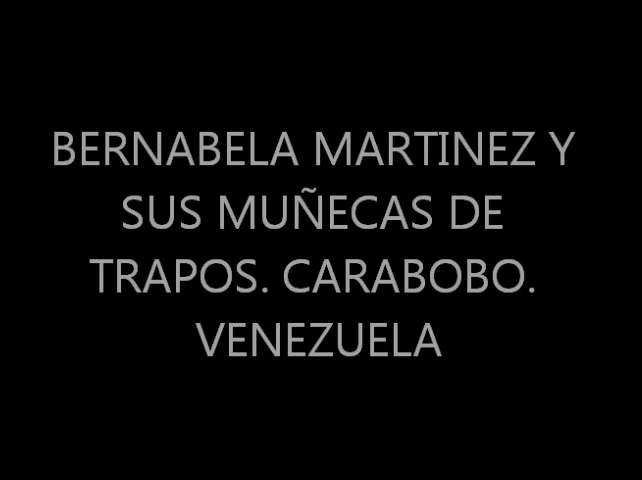 BERNABELA MARTINEZ Y
SUS MUÑECAS DE
TRAPOS. CARABOBO.
VENEZUELA